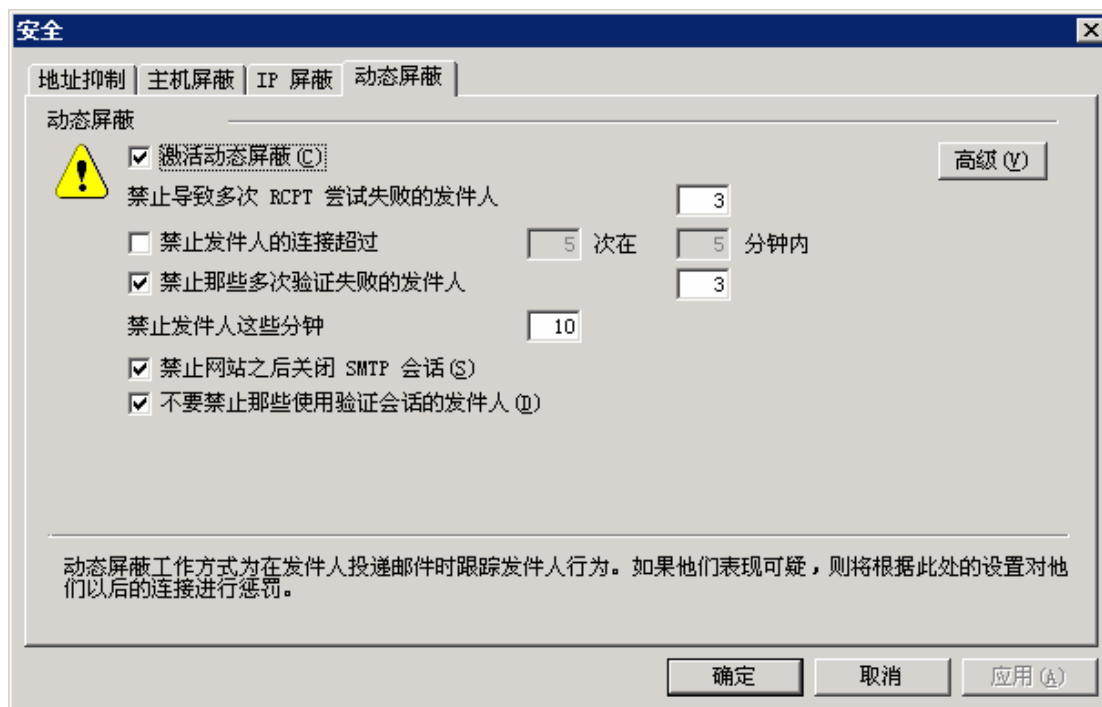 安全
地址抑制 主机屏蔽 IP 屏蔽 动态屏蔽
动态屏蔽
激活动态屏蔽(C) 高级(V)
禁止导致多次 RCPT 尝试失败的发件人 3
禁止发件人的连接超过 5 次在 5 分钟内
禁止那些多次验证失败的发件人 3
禁止发件人这些分钟 10
禁止网站之后关闭 SMTP 会话(S)
不要禁止那些使用验证会话的发件人(D)
动态屏蔽工作方式为在发件人投递邮件时跟踪发件人行为。如果他们表现可疑，则将根据此处的设置对他
们以后的连接进行惩罚。
确定 取消 应用(A)